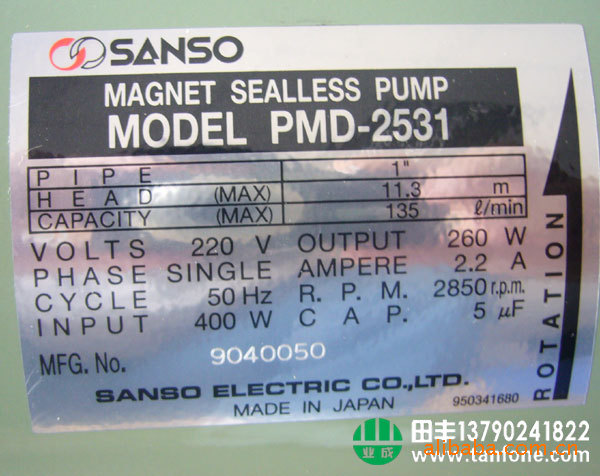 SANSO
MAGNET SEALLESS PUMP
MODEL PMD-2531
PIPE 1"
HEAD (MAX) 11.3 m
CAPACITY (MAX) 135 ℓ/min
VOLTS 220 V OUTPUT 260 W
PHASE SINGLE AMPERE 2.2 A
CYCLE 50 Hz R.P.M. 2850 r.p.m.
INPUT 400 W CAP. 5 µF
MFG. No. 9040050
SANSO ELECTRIC CO.,LTD.
MADE IN JAPAN 950341680
ROTATION
田丰13790241822
业成 www.tanfone.com